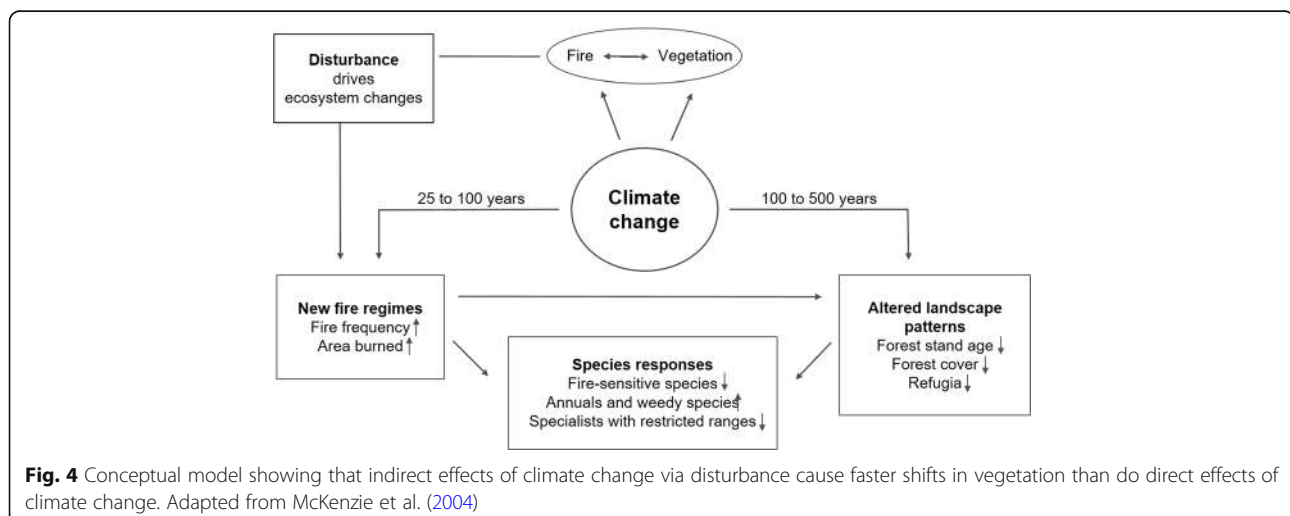 Disturbance
drives
ecosystem changes
Fire ↔ Vegetation
Climate
change
25 to 100 years
100 to 500 years
New fire regimes
Fire frequency↑
Area burned↑
Species responses
Fire-sensitive species↓
Annuals and weedy species↑
Specialists with restricted ranges↓
Altered landscape
patterns
Forest stand age↓
Forest cover↓
Refugia↓
Fig. 4 Conceptual model showing that indirect effects of climate change via disturbance cause faster shifts in vegetation than do direct effects of
climate change. Adapted from McKenzie et al. (2004)